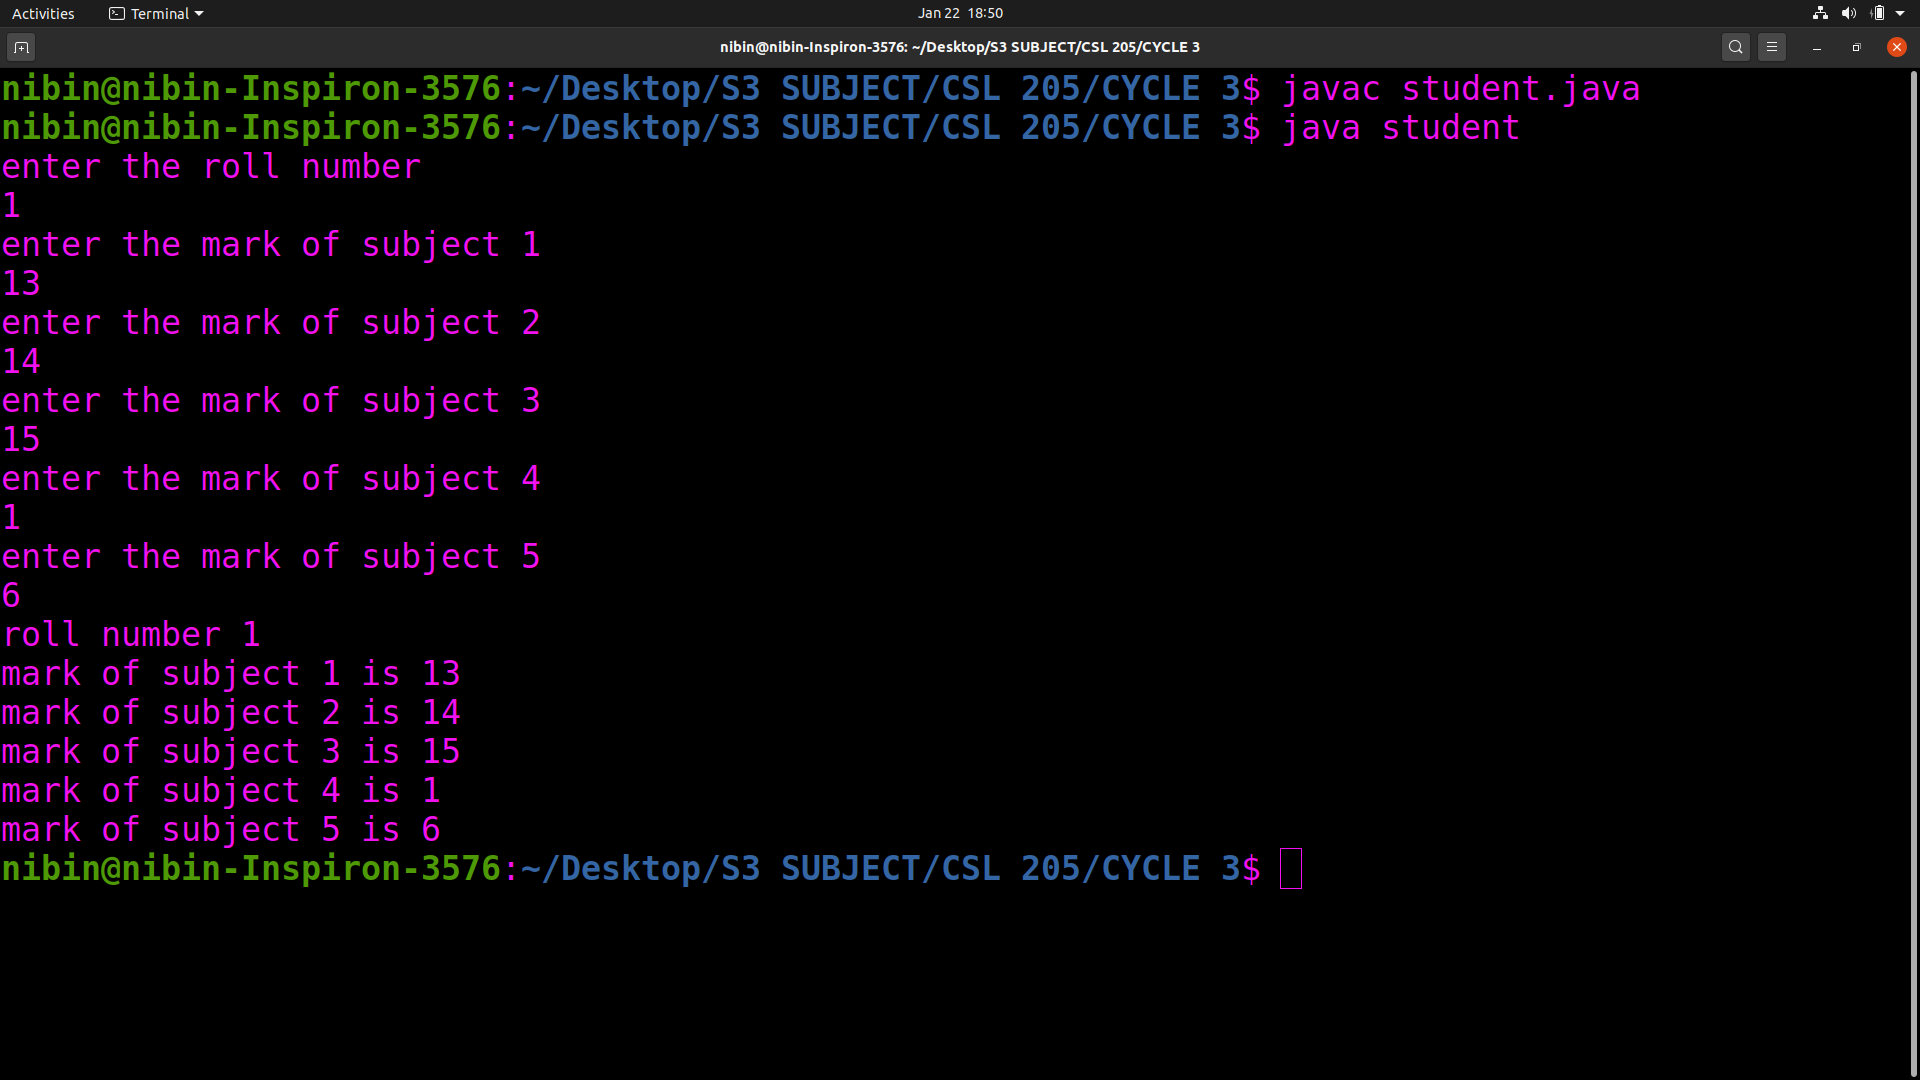 Activities Terminal Jan 22 18:50
nibin@nibin-Inspiron-3576: ~/Desktop/S3 SUBJECT/CSL 205/CYCLE 3
nibin@nibin-Inspiron-3576:~/Desktop/S3 SUBJECT/CSL 205/CYCLE 3$ javac student.java
nibin@nibin-Inspiron-3576:~/Desktop/S3 SUBJECT/CSL 205/CYCLE 3$ java student
enter the roll number
1
enter the mark of subject 1
13
enter the mark of subject 2
14
enter the mark of subject 3
15
enter the mark of subject 4
1
enter the mark of subject 5
6
roll number 1
mark of subject 1 is 13
mark of subject 2 is 14
mark of subject 3 is 15
mark of subject 4 is 1
mark of subject 5 is 6
nibin@nibin-Inspiron-3576:~/Desktop/S3 SUBJECT/CSL 205/CYCLE 3$